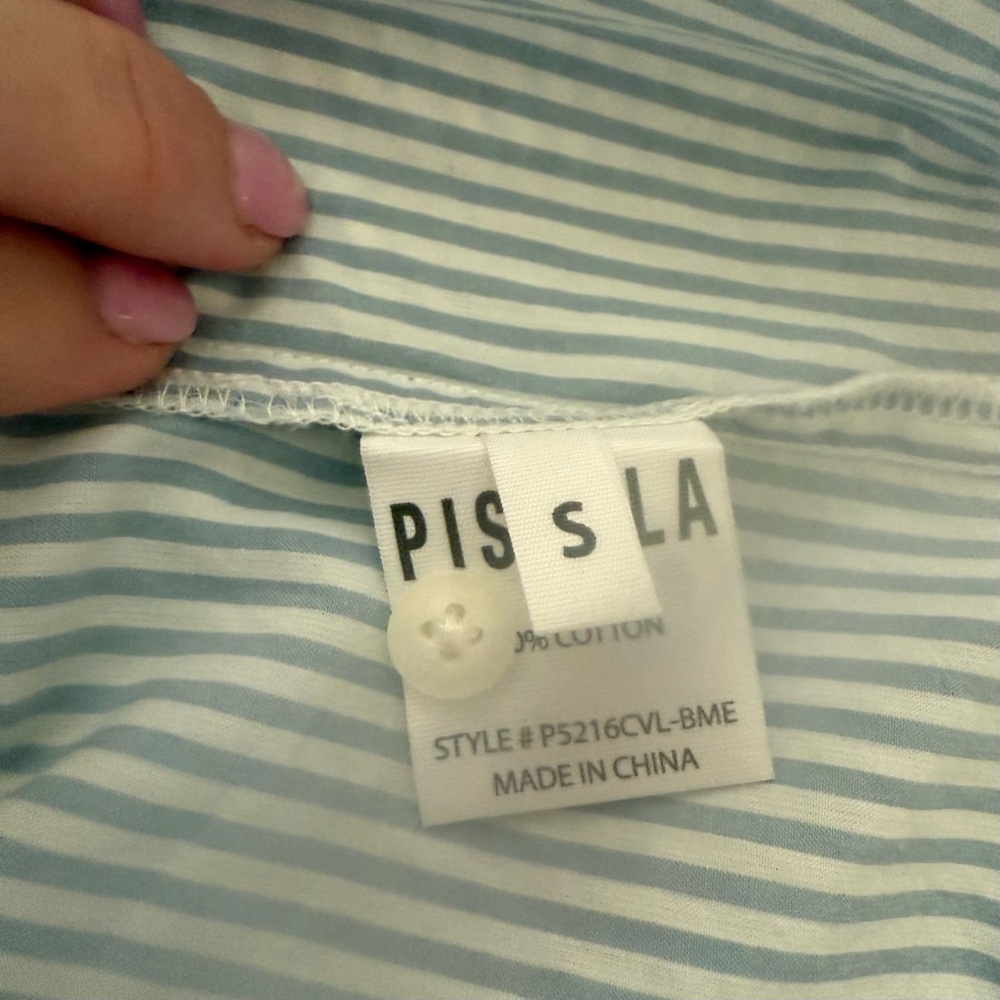 PIS LA
S
0% COTTON
STYLE # P5216CVL-BME
MADE IN CHINA